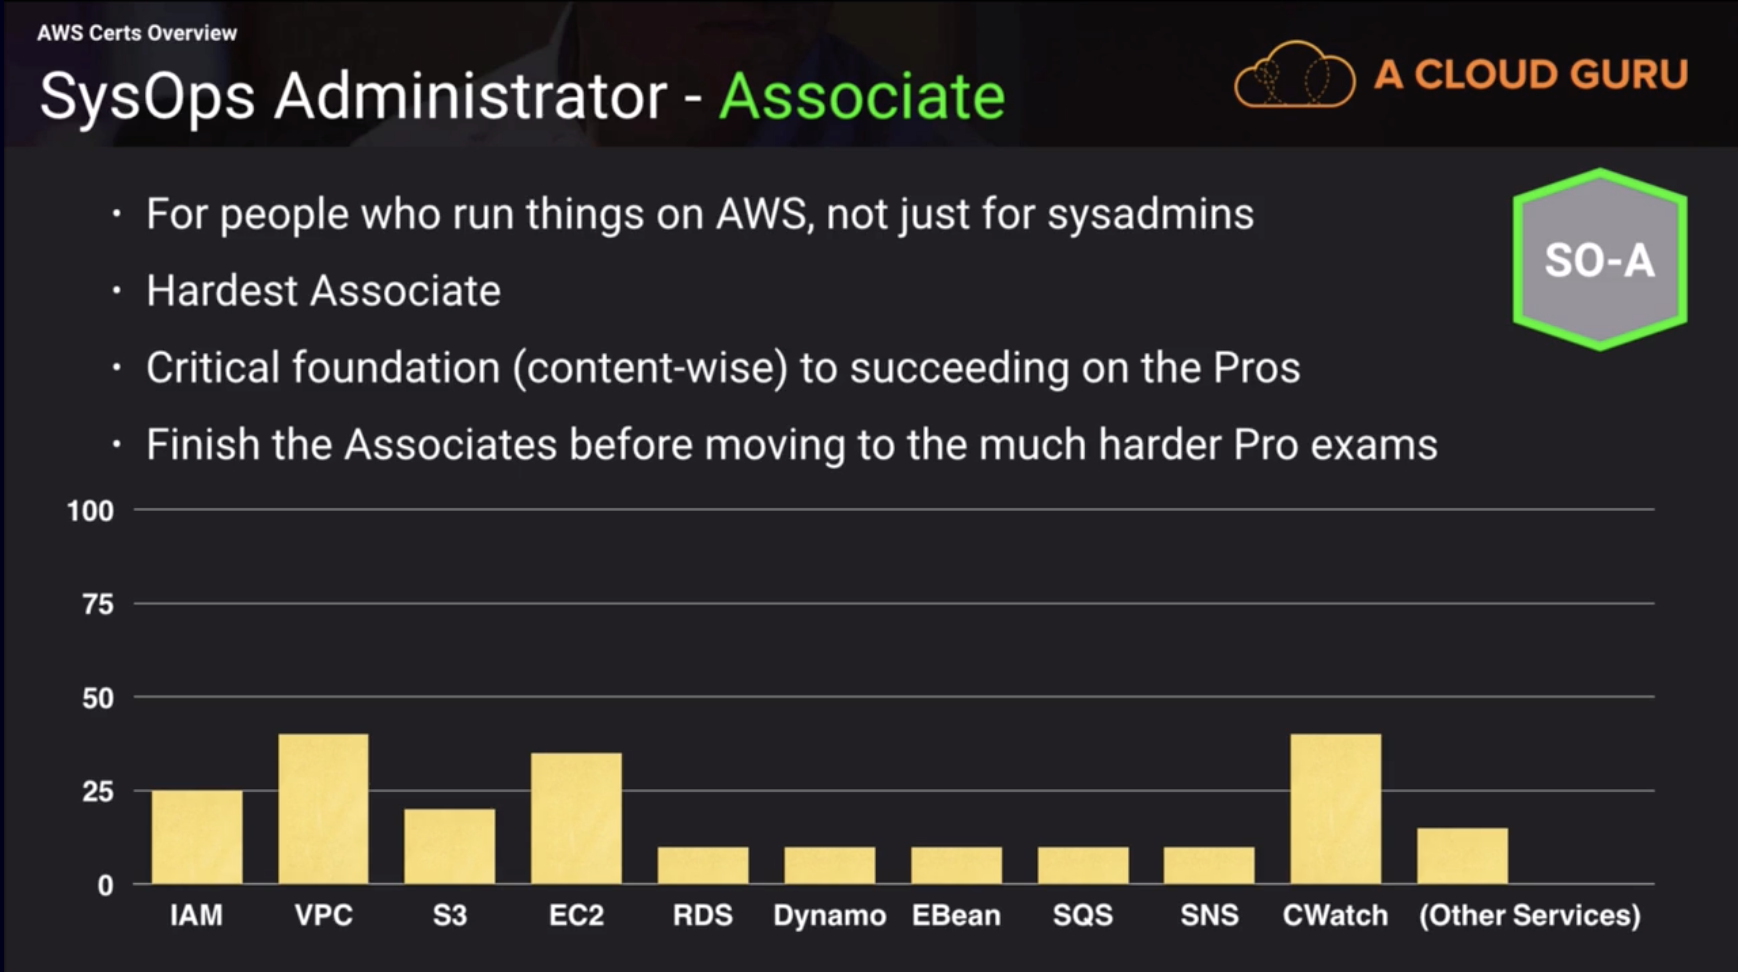 AWS Certs Overview
SysOps Administrator - Associate
A CLOUD GURU
· For people who run things on AWS, not just for sysadmins
· Hardest Associate
· Critical foundation (content-wise) to succeeding on the Pros
· Finish the Associates before moving to the much harder Pro exams
SO-A
100
75
50
25
0
IAM VPC S3 EC2 RDS Dynamo EBean SQS SNS CWatch (Other Services)